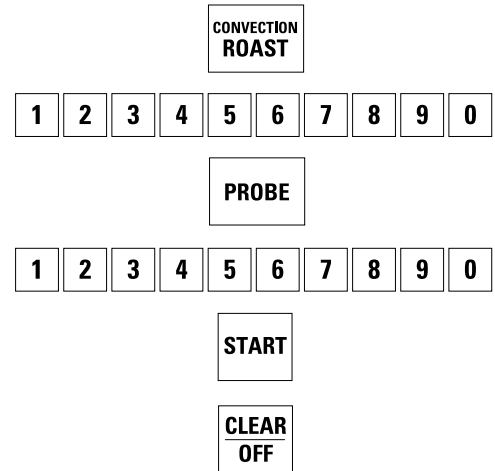 CONVECTION
ROAST
1 2 3 4 5 6 7 8 9 0
PROBE
1 2 3 4 5 6 7 8 9 0
START
CLEAR
OFF